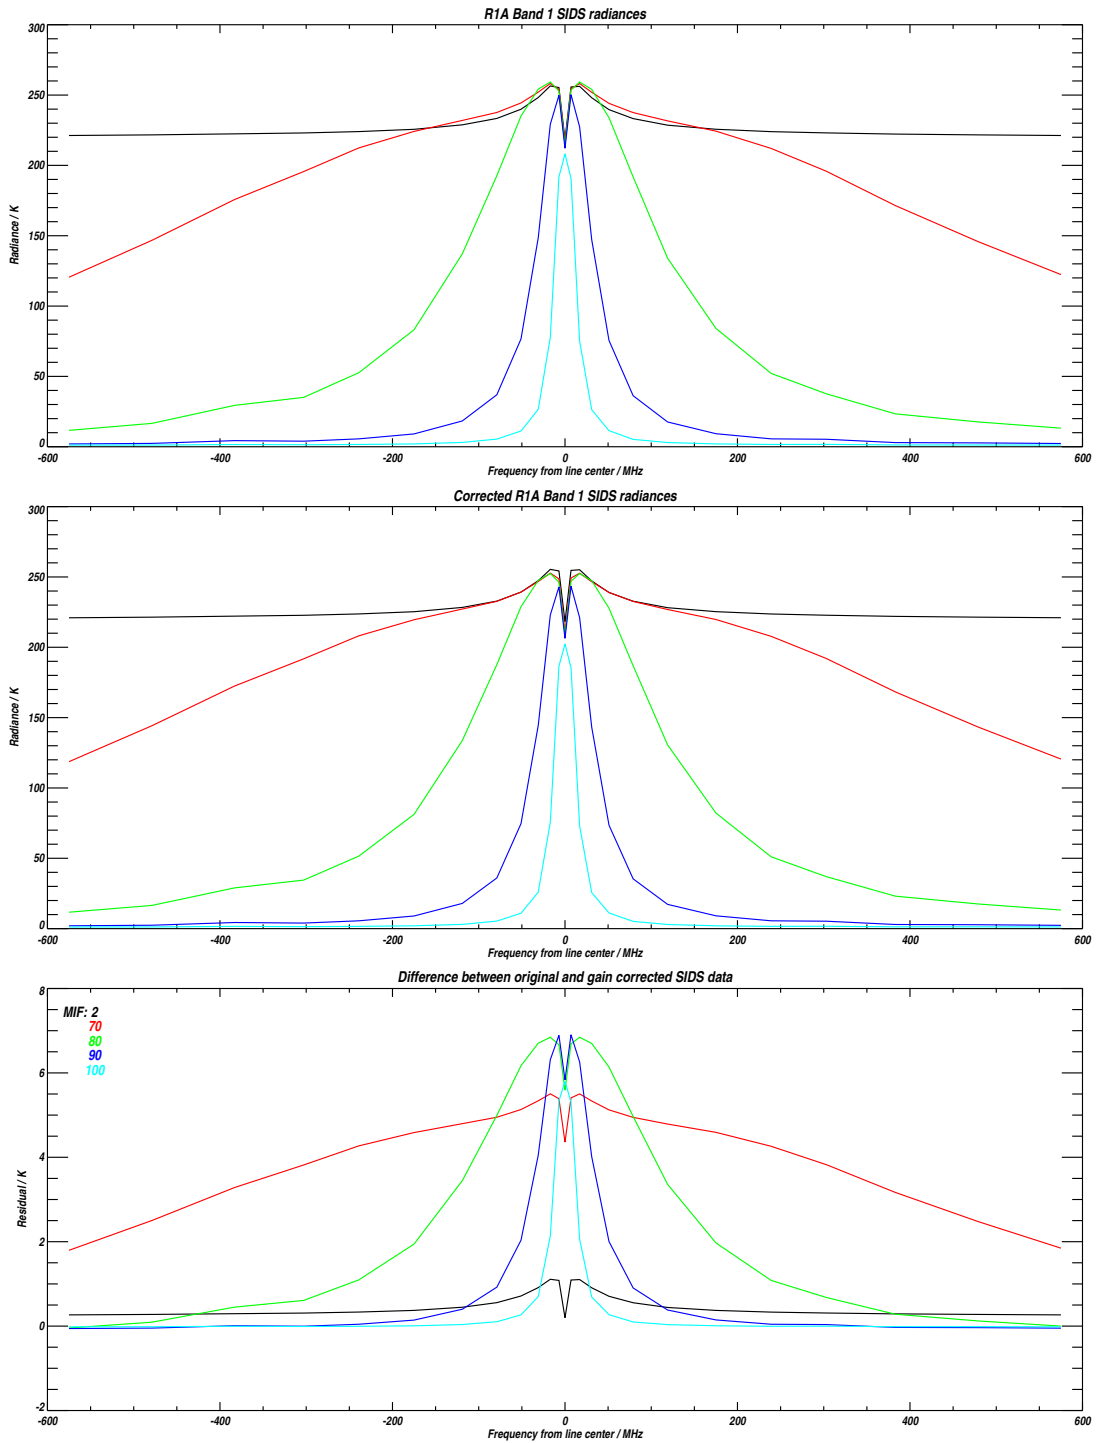 R1A Band 1 SIDS radiances
300
250
200
150
100
50
0
Radiance / K
-600 -400 -200 0 200 400 600
Frequency from line center / MHz
Corrected R1A Band 1 SIDS radiances
300
250
200
150
100
50
0
Radiance / K
-600 -400 -200 0 200 400 600
Frequency from line center / MHz
Difference between original and gain corrected SIDS data
8
6
4
2
0
-2
Residual / K
MIF: 2
70
80
90
100
-600 -400 -200 0 200 400 600
Frequency from line center / MHz